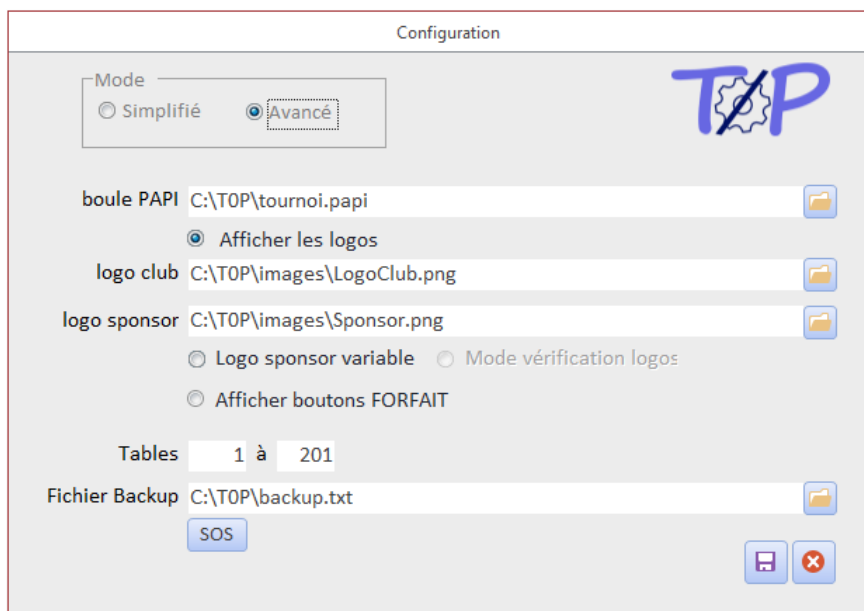 Configuration
Mode
Simplifié Avancé
TOP
boule PAPI C:\T0P\tournoi.papi
Afficher les logos
logo club C:\T0P\images\LogoClub.png
logo sponsor C:\T0P\images\Sponsor.png
Logo sponsor variable Mode vérification logos
Afficher boutons FORFAIT
Tables 1 à 201
Fichier Backup C:\T0P\backup.txt
SOS